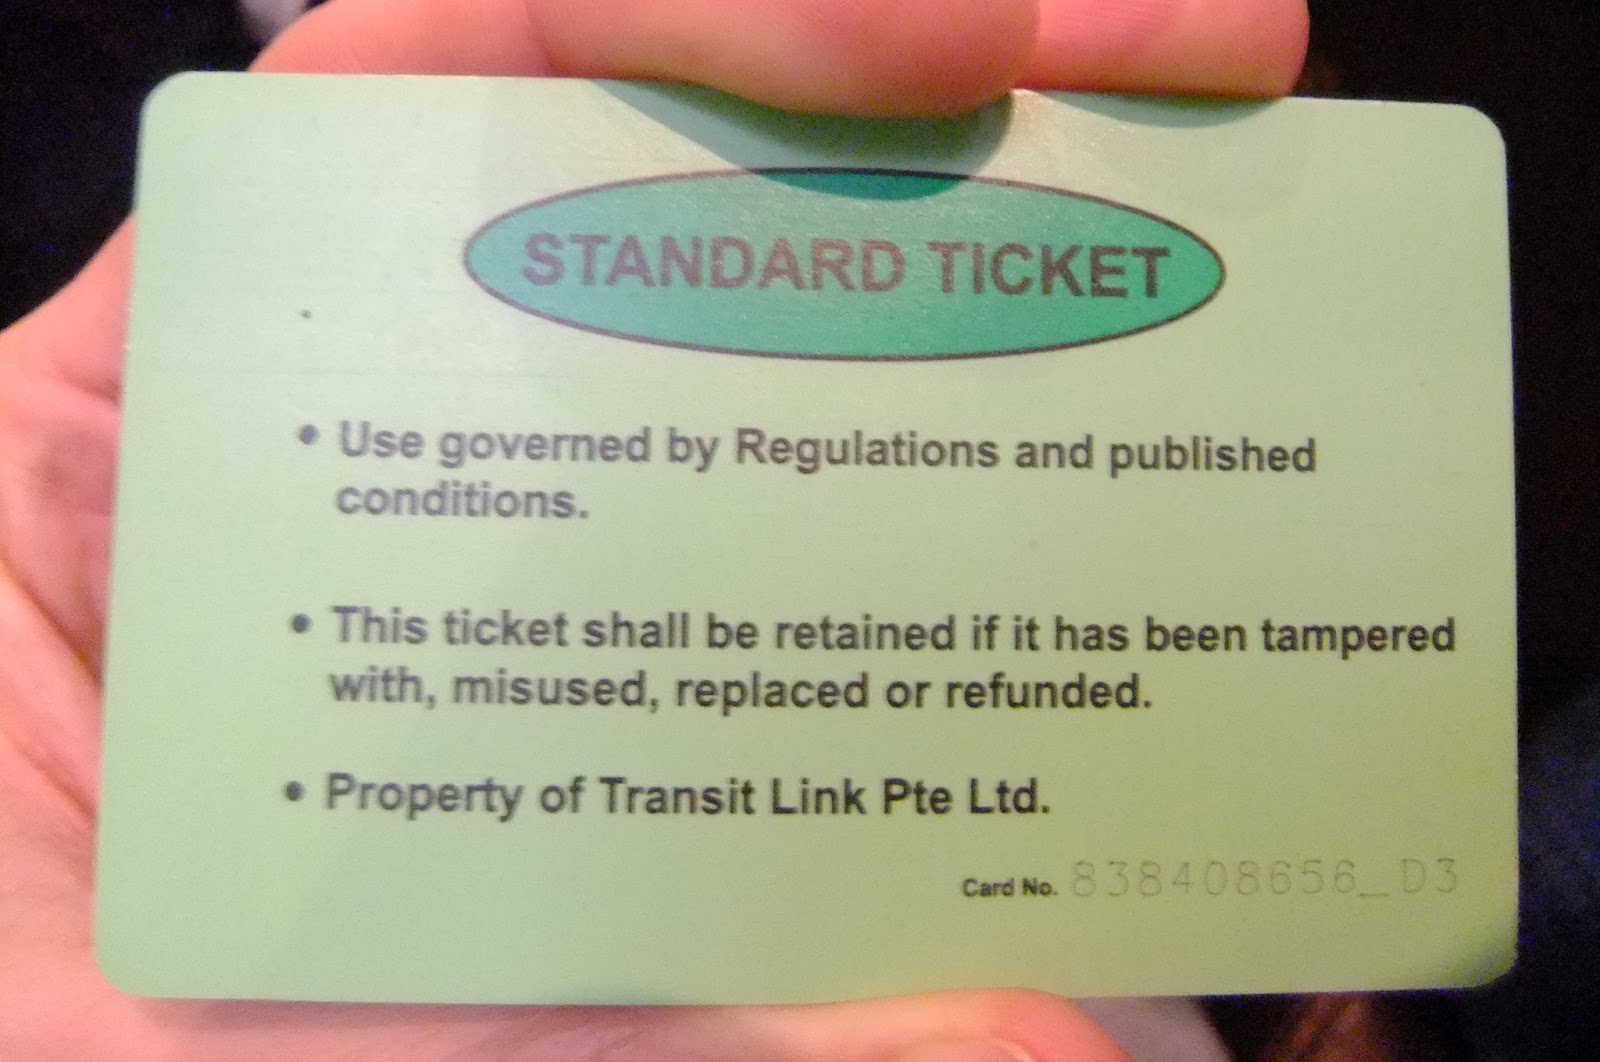 STANDARD TICKET
• Use governed by Regulations and published
conditions.
• This ticket shall be retained if it has been tampered
with, misused, replaced or refunded.
• Property of Transit Link Pte Ltd.
Card No. 838408656_D3